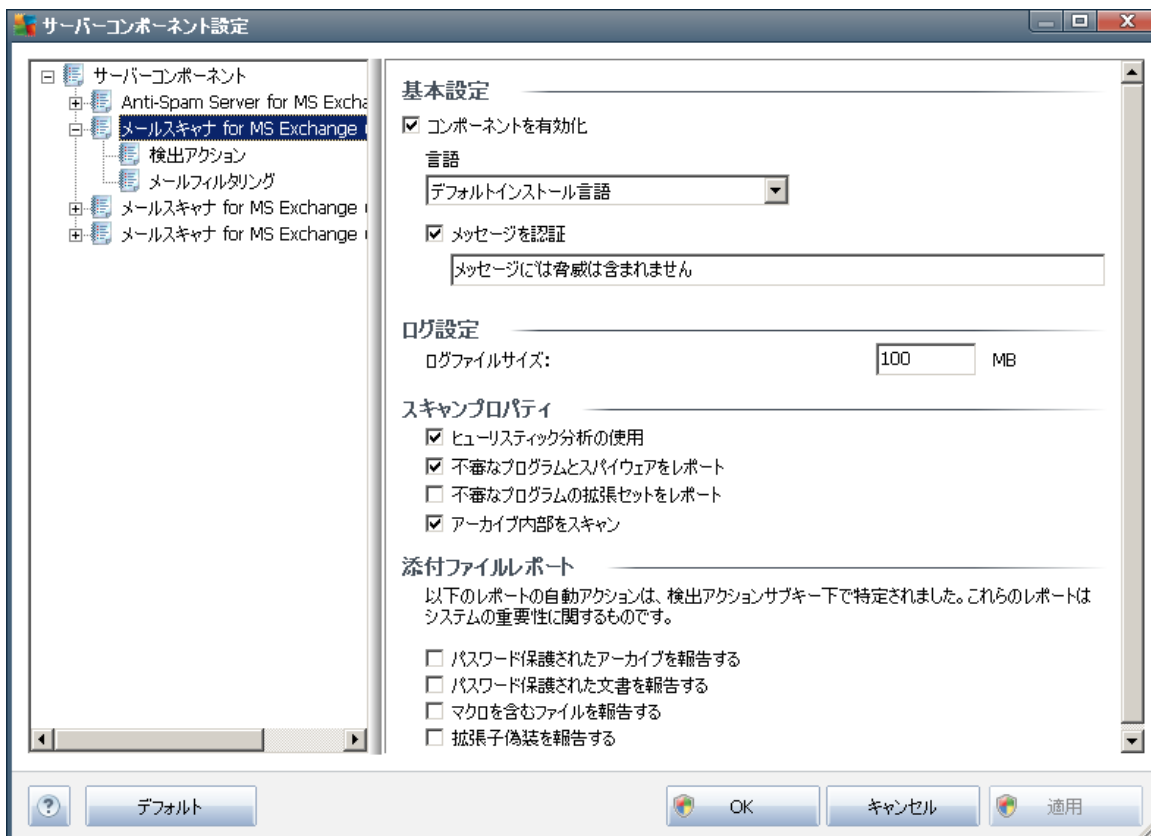 サーバーコンポーネント設定
サーバーコンポーネント
Anti-Spam Server for MS Excha
メールスキャナ for MS Exchange
検出アクション
メールフィルタリング
メールスキャナ for MS Exchange
メールスキャナ for MS Exchange
基本設定
コンポーネントを有効化
言語
デフォルトインストール言語
メッセージを認証
メッセージには脅威は含まれません
ログ設定
ログファイルサイズ:
100 MB
スキャンプロパティ
ヒューリスティック分析の使用
不審なプログラムとスパイウェアをレポート
不審なプログラムの拡張セットをレポート
アーカイブ内部をスキャン
添付ファイルレポート
以下のレポートの自動アクションは、検出アクションサブキー下で特定されました。これらのレポートは
システムの重要性に関するものです。
パスワード保護されたアーカイブを報告する
パスワード保護された文書を報告する
マクロを含むファイルを報告する
拡張子偽装を報告する
デフォルト
OK
キャンセル
適用